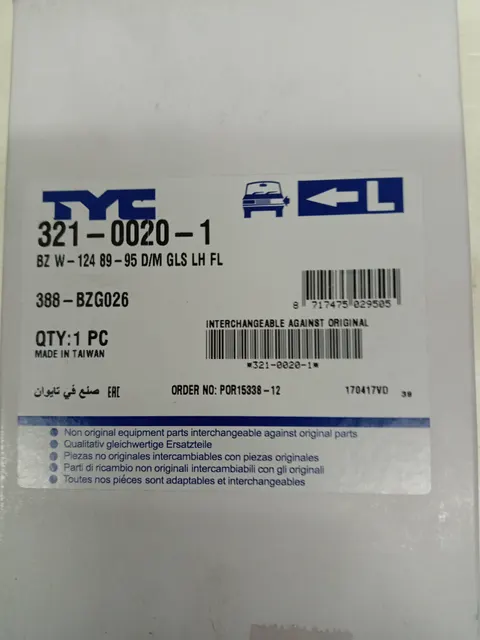 TYC
L
321-0020-1
BZ W-124 89-95 D/M GLS LH FL
388-BZG026
8 717475 029505
INTERCHANGEABLE AGAINST ORIGINAL
QTY:1 PC
MADE IN TAIWAN
*321-0020-1*
صنع في تايوان EAC ORDER NO: POR15338-12 170417VD 39
Non original equipment parts interchangeable against original parts
Qualitativ gleichwertige Ersatzteile
Piezas no originales intercambiables con piezas originales
Parti di ricambio non originali intercambiabili con gli originali
Toutes nos piéces sont adaptables et interchangeables